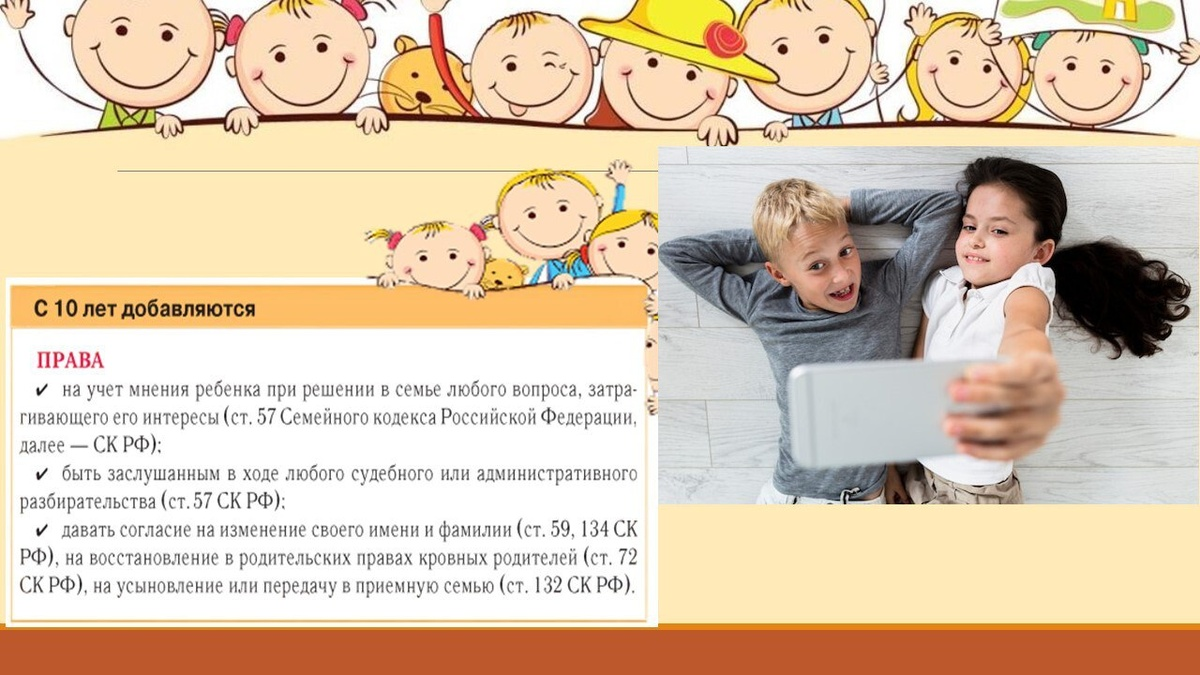 С 10 лет добавляются
ПРАВА
✔ на учет мнения ребенка при решении в семье любого вопроса, затра-
гивающего его интересы (ст. 57 Семейного кодекса Российской Федерации,
далее — СК РФ);
✔ быть заслушанным в ходе любого судебного или административного
разбирательства (ст. 57 СК РФ);
✔ давать согласие на изменение своего имени и фамилии (ст. 59, 134 СК
РФ), на восстановление в родительских правах кровных родителей (ст. 72
СК РФ), на усыновление или передачу в приемную семью (ст. 132 СК РФ).